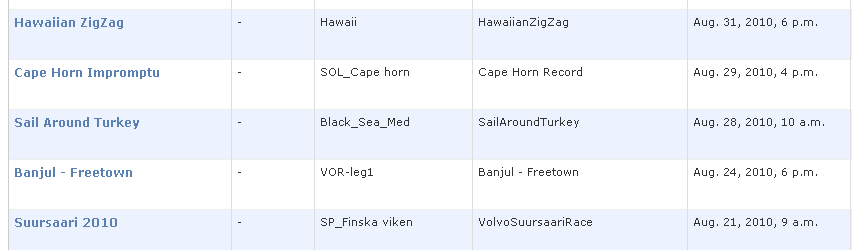 Hawaiian ZigZag - Hawaii HawaiianZigZag Aug. 31, 2010, 6 p.m.
Cape Horn Impromptu - SOL_Cape horn Cape Horn Record Aug. 29, 2010, 4 p.m.
Sail Around Turkey - Black_Sea_Med SailAroundTurkey Aug. 28, 2010, 10 a.m.
Banjul - Freetown - VOR-leg1 Banjul - Freetown Aug. 24, 2010, 6 p.m.
Suursaari 2010 - SP_Finska viken VolvoSuursaariRace Aug. 21, 2010, 9 a.m.